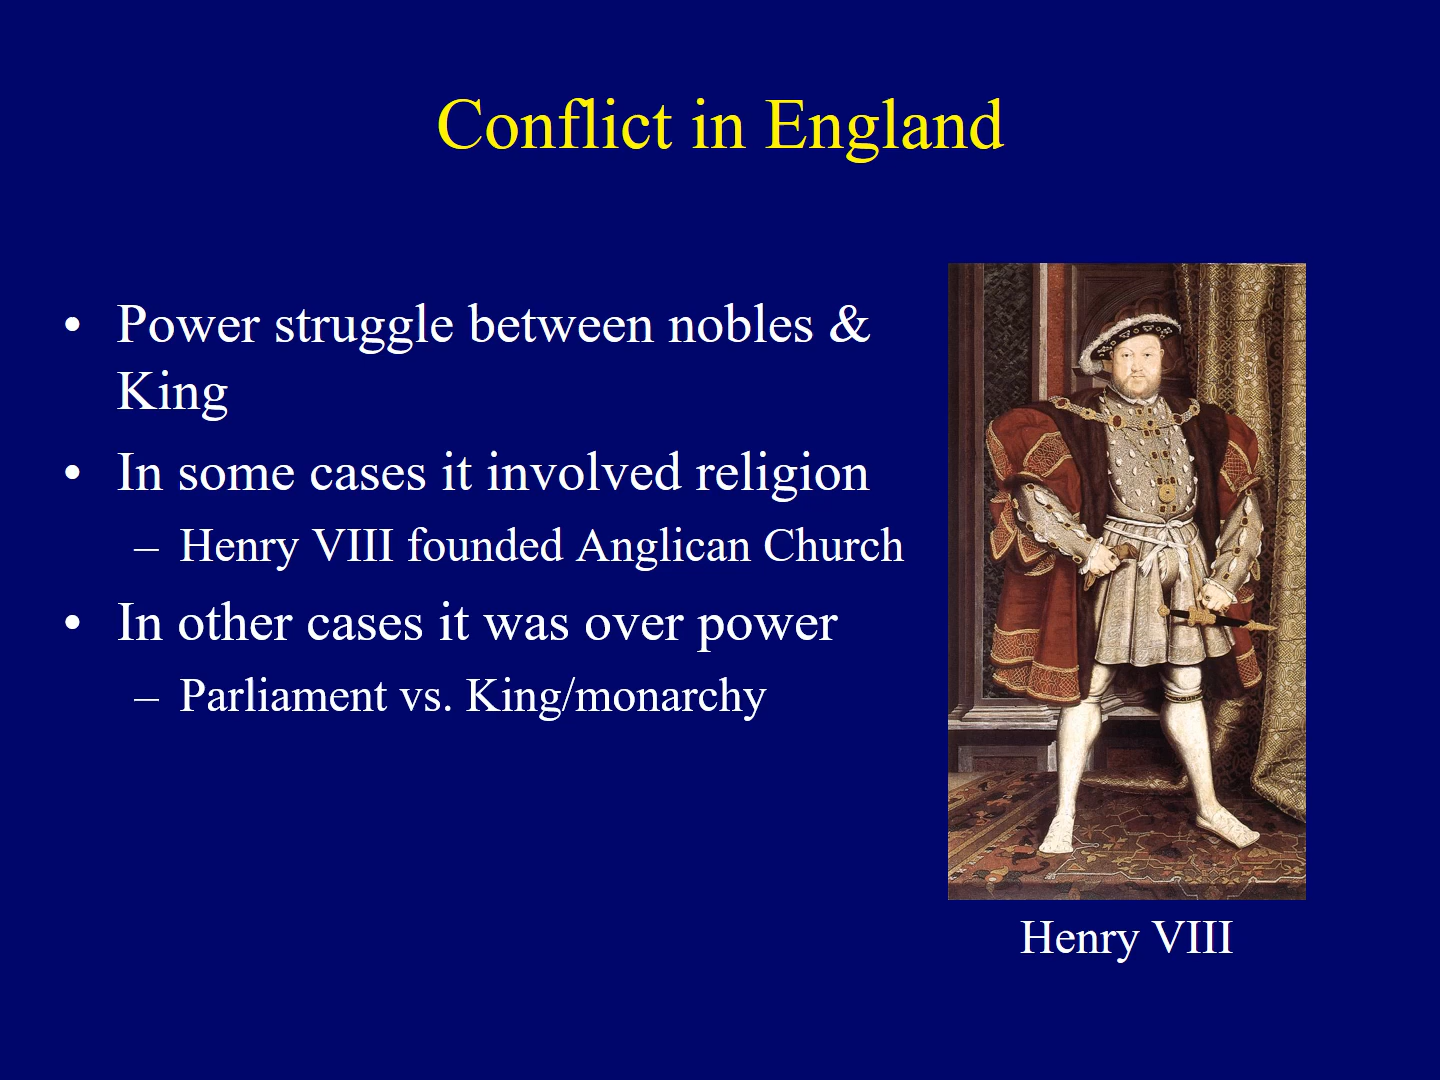 Conflict in England
• Power struggle between nobles &
King
• In some cases it involved religion
– Henry VIII founded Anglican Church
• In other cases it was over power
– Parliament vs. King/monarchy
Henry VIII